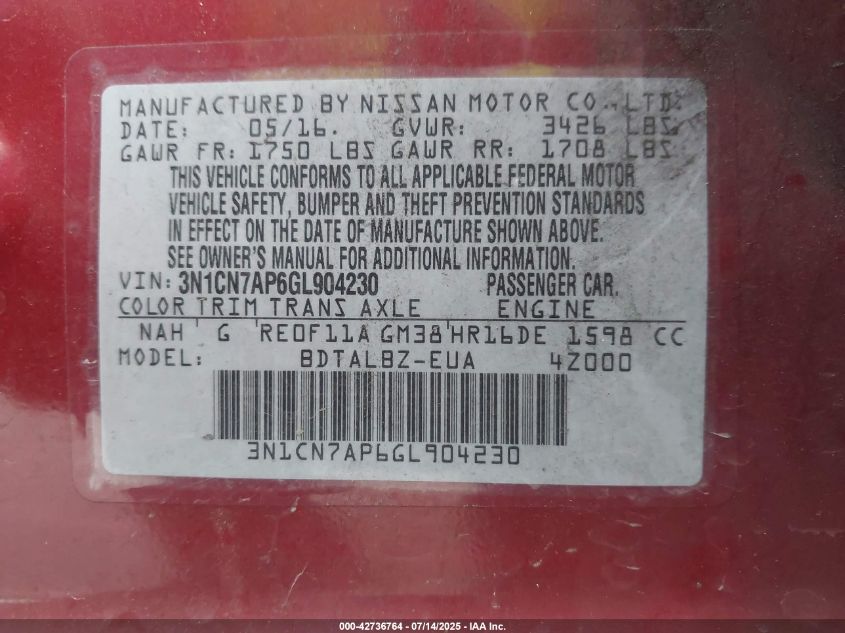 MANUFACTURED BY NISSAN MOTOR CO.,LTD.
DATE: 05/16. GVWR: 3426 LBS
GAWR FR: 1750 LBS GAWR RR: 1708 LBS
THIS VEHICLE CONFORMS TO ALL APPLICABLE FEDERAL MOTOR
VEHICLE SAFETY, BUMPER AND THEFT PREVENTION STANDARDS
IN EFFECT ON THE DATE OF MANUFACTURE SHOWN ABOVE.
SEE OWNER'S MANUAL FOR ADDITIONAL INFORMATION.
VIN: 3N1CN7AP6GL904230 PASSENGER CAR.
COLOR TRIM TRANS AXLE ENGINE
NAH G RE0F11A GM38 HR16DE 1598 CC
MODEL: BDTALBZ-EUA 4Z000
3N1CN7AP6GL904230
000-42736764 - 07/14/2025 - IAA Inc.